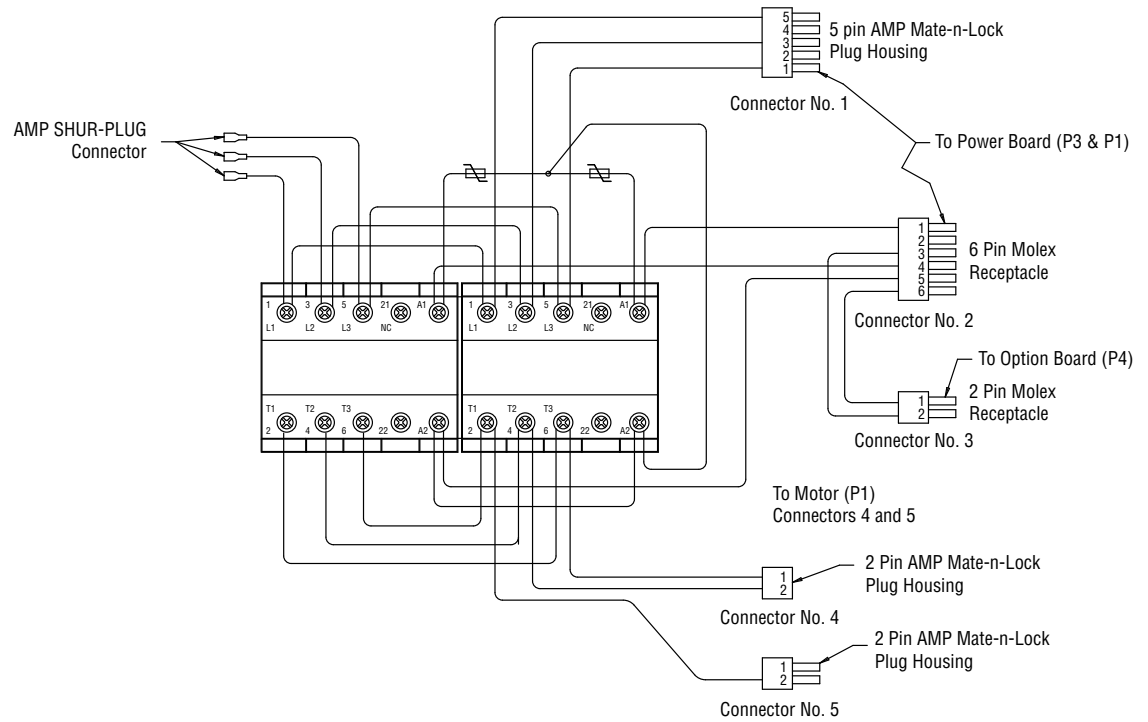 5
4
3
2
1
5 pin AMP Mate-n-Lock
Plug Housing
Connector No. 1
AMP SHUR-PLUG
Connector
To Power Board (P3 & P1)
1
2
3
4
5
6
6 Pin Molex
Receptacle
Connector No. 2
1 3 5 21 A1 1 3 5 21 A1
L1 L2 L3 NC L1 L2 L3 NC
To Option Board (P4)
1
2
2 Pin Molex
Receptacle
Connector No. 3
T1 T2 T3 T1 T2 T3
2 4 6 22 A2 2 4 6 22 A2
To Motor (P1)
Connectors 4 and 5
1
2
2 Pin AMP Mate-n-Lock
Plug Housing
Connector No. 4
1
2
2 Pin AMP Mate-n-Lock
Plug Housing
Connector No. 5